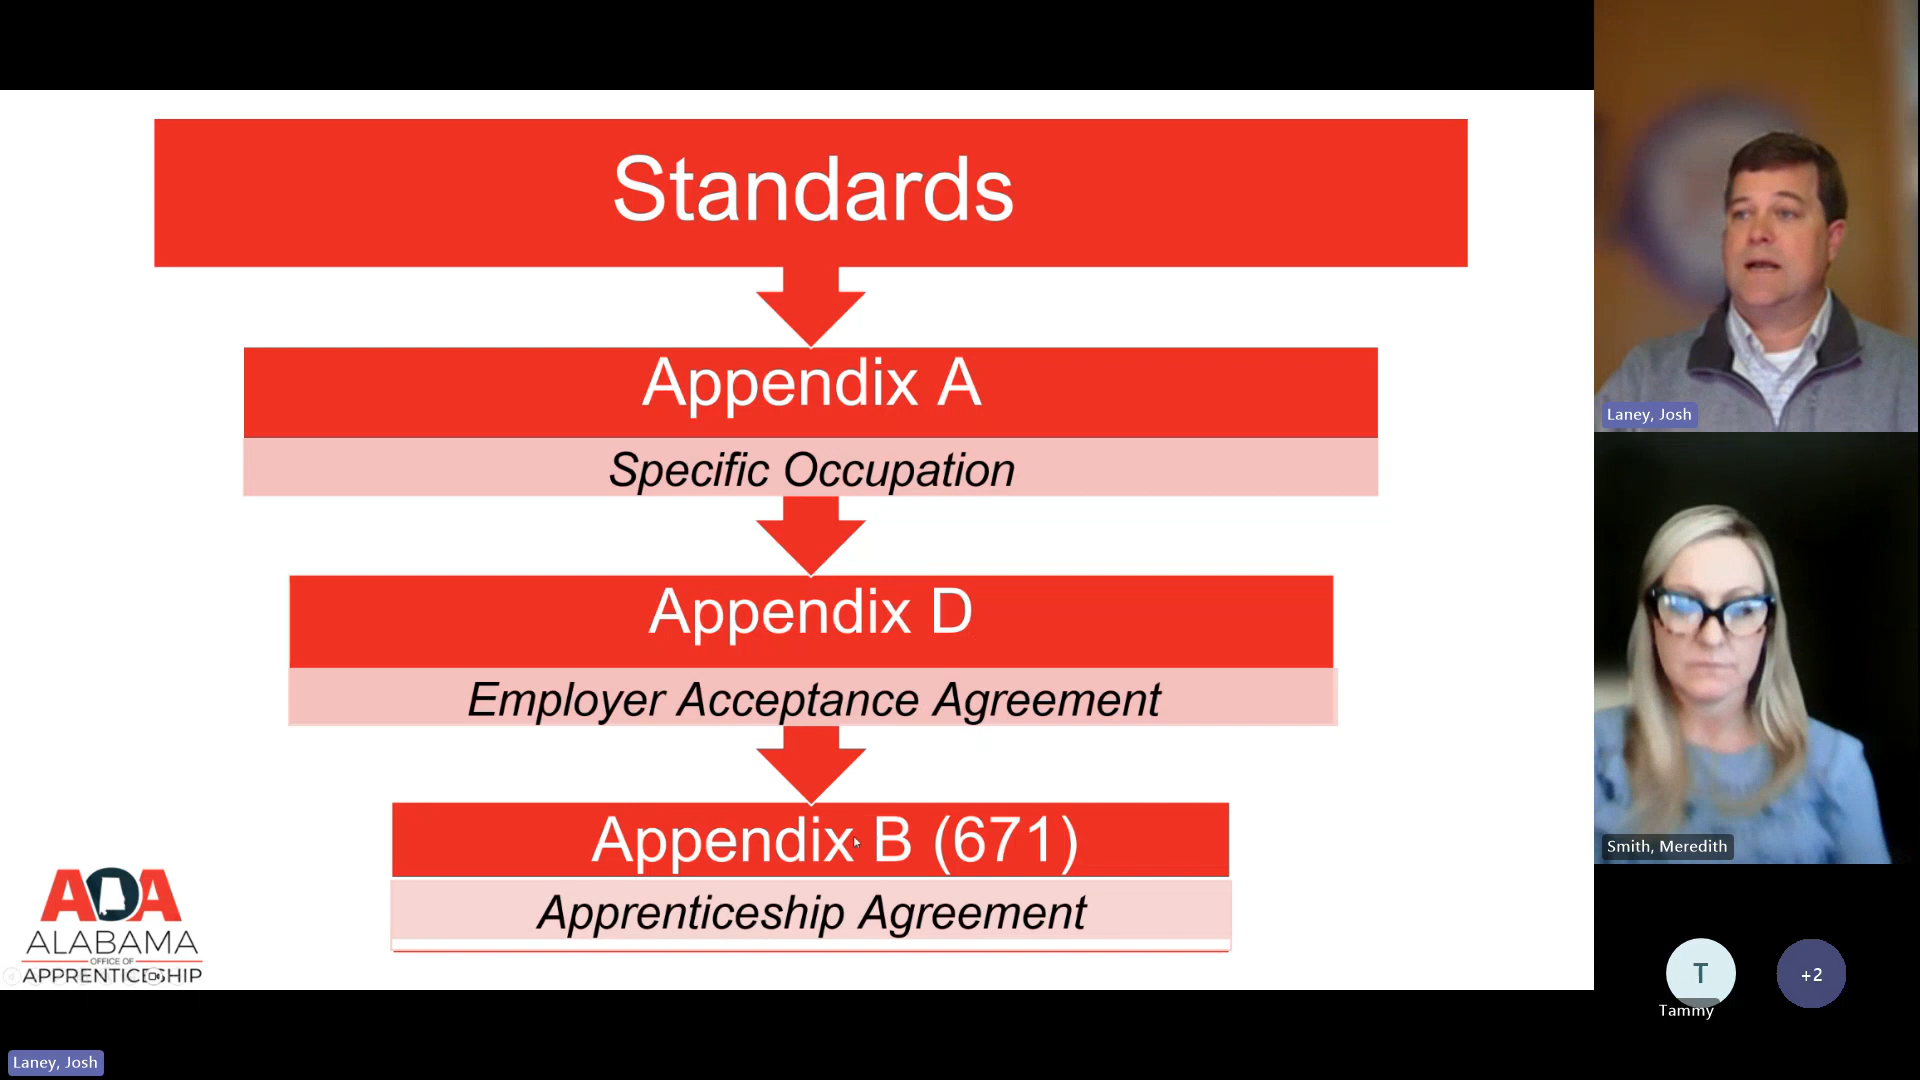 Standards
Appendix A
Specific Occupation
Appendix D
Employer Acceptance Agreement
Appendix B (671)
Apprenticeship Agreement
AOA
ALABAMA
OFFICE OF
APPRENTICESHIP
Laney, Josh
Smith, Meredith
T
+2
Tammy
Laney, Josh